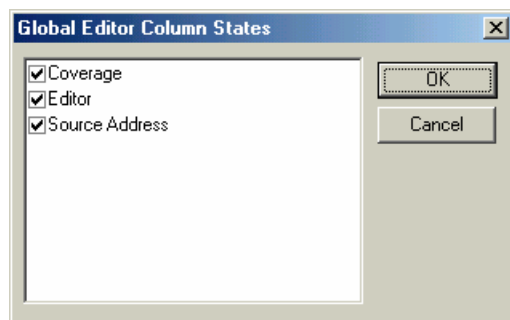 Global Editor Column States
Coverage
Editor
Source Address
OK
Cancel